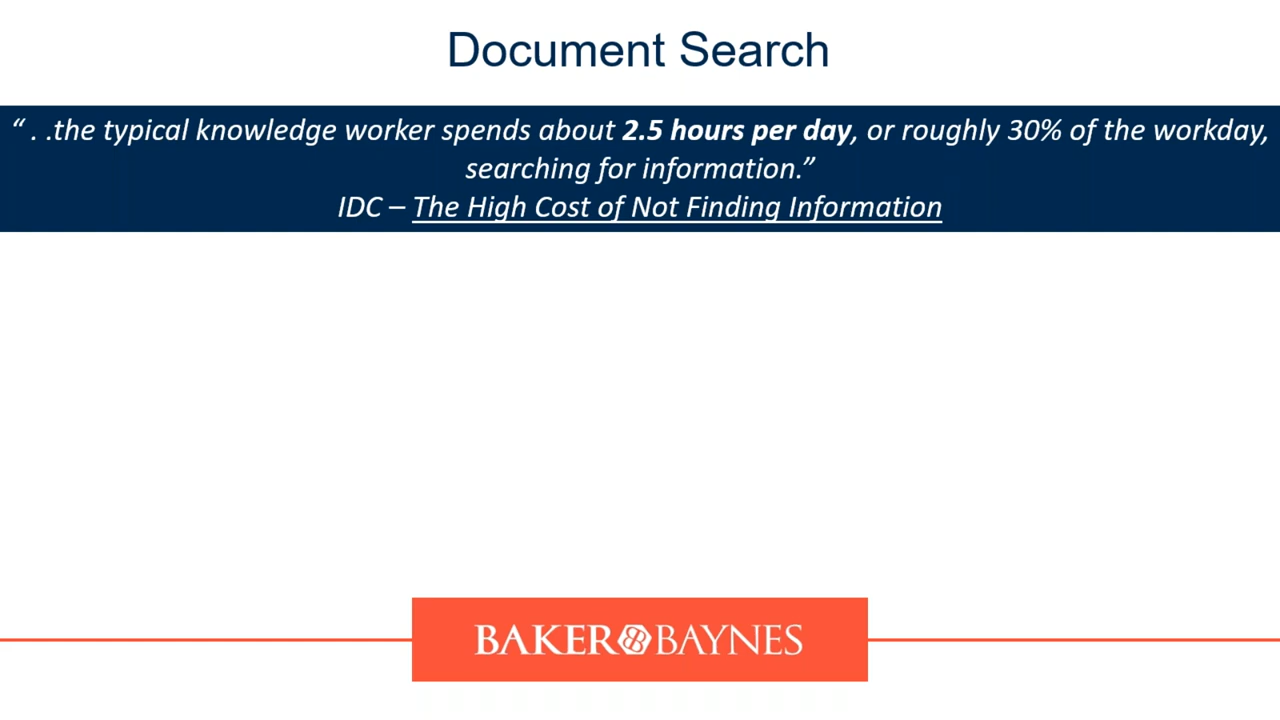 Document Search
“ . .the typical knowledge worker spends about 2.5 hours per day, or roughly 30% of the workday,
searching for information.”
IDC – The High Cost of Not Finding Information
BAKER BAYNES